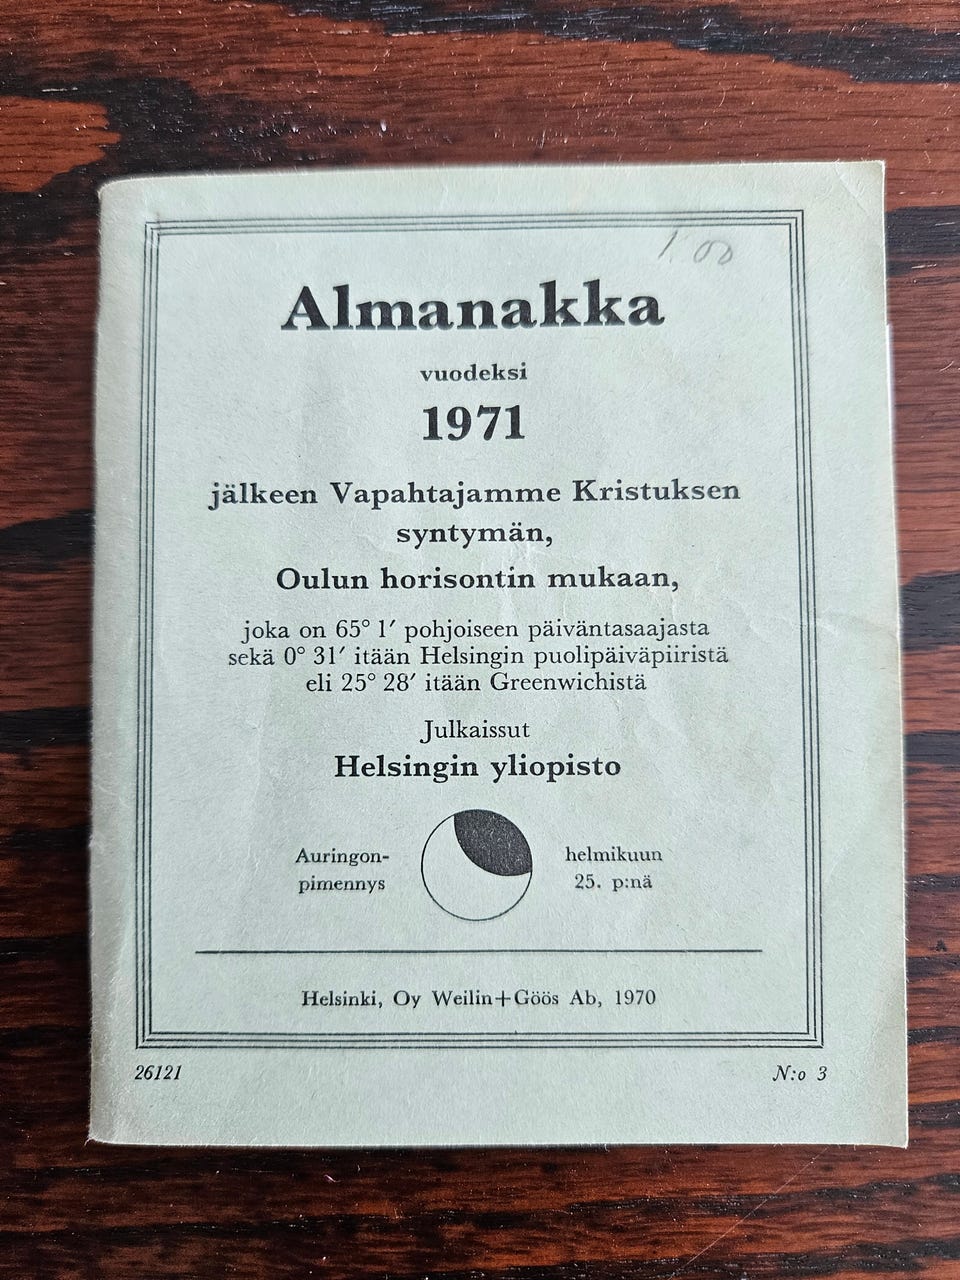 1.00
Almanakka
vuodeksi
1971
jälkeen Vapahtajamme Kristuksen
syntymän,
Oulun horisontin mukaan,
joka on 65° 1′ pohjoiseen päiväntasaajasta
sekä 0° 31′ itään Helsingin puolipäiväpiiristä
eli 25° 28′ itään Greenwichistä
Julkaissut
Helsingin yliopisto
Auringon-
pimennys
helmikuun
25. p:nä
Helsinki, Oy Weilin+Göös Ab, 1970
26121
N:o 3